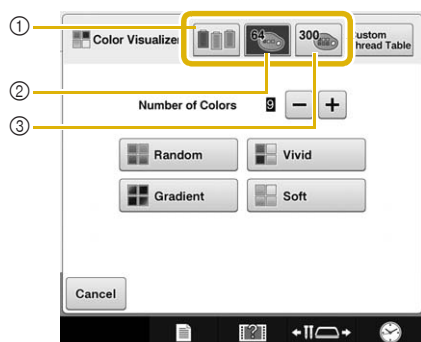 ①
Color Visualizer
64
300
Custom
Thread Table
②
③
Number of Colors 9 − +
Random
Vivid
Gradient
Soft
Cancel
?